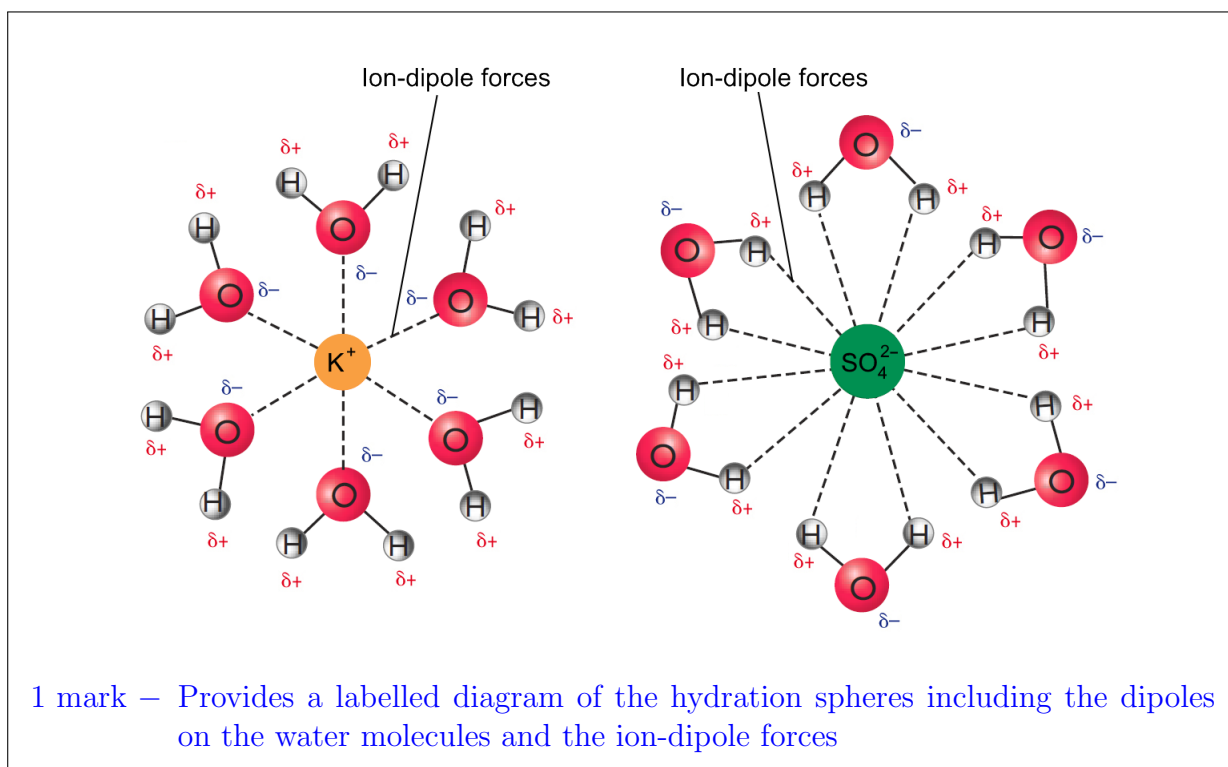 Ion-dipole forces
Ion-dipole forces
δ+ δ+
H H
O
δ−
δ+
H
O
δ−
H
δ+
δ+
H
δ−
O
H
δ+
K⁺
δ−
H
O
δ+
H
δ+
δ−
H
O
δ+
H
δ+
δ−
O
H H
δ+ δ+
O
δ−
δ+ δ+
H H
δ−
O
δ+
H
δ+
H
δ+
H
O
δ−
H
δ+
SO₄²⁻
δ+
H
O
H
δ−
δ+
H
δ+
H
O
δ−
δ+
H H
δ+ δ+
O
δ−
1 mark − Provides a labelled diagram of the hydration spheres including the dipoles
on the water molecules and the ion-dipole forces